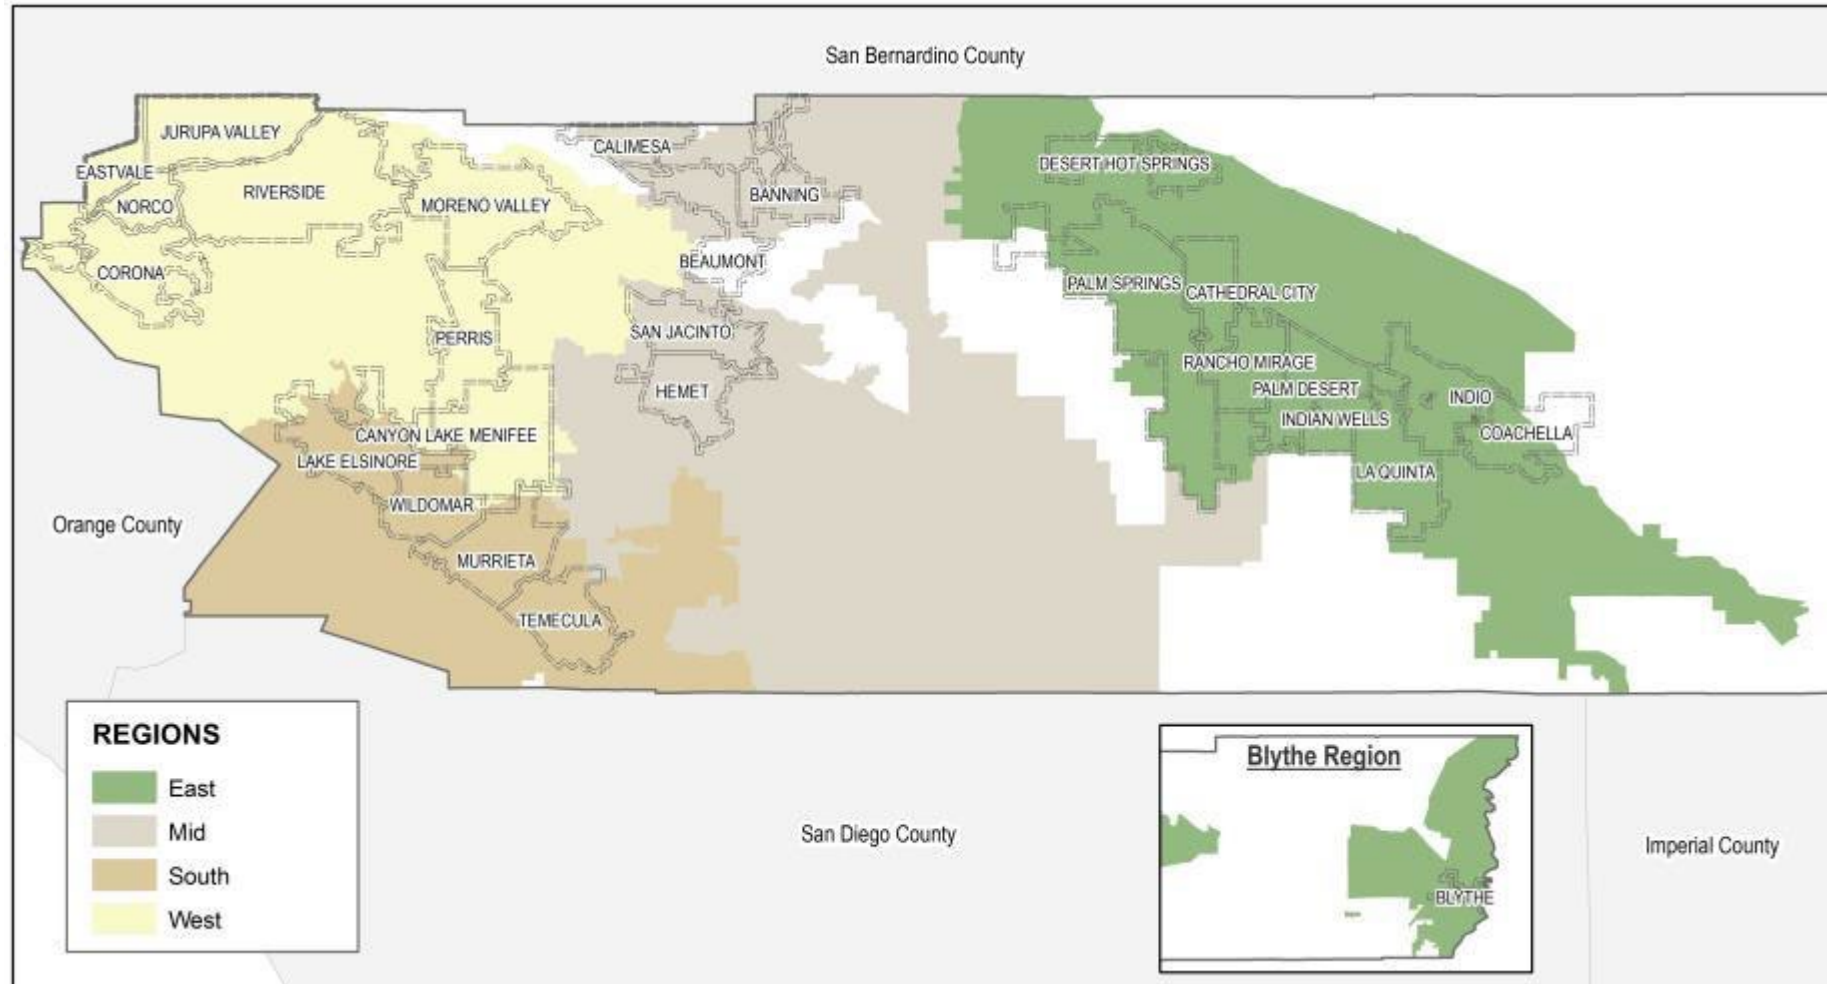 San Bernardino County
JURUPA VALLEY
CALIMESA
DESERT HOT SPRINGS
EASTVALE
RIVERSIDE
BANNING
NORCO
MORENO VALLEY
BEAUMONT
CORONA
PALM SPRINGS
CATHEDRAL CITY
SAN JACINTO
PERRIS
RANCHO MIRAGE
HEMET
PALM DESERT
INDIO
INDIAN WELLS
CANYON LAKE MENIFEE
COACHELLA
LAKE ELSINORE
LA QUINTA
WILDOMAR
Orange County
MURRIETA
TEMECULA
REGIONS
East
Mid
South
West
San Diego County
Blythe Region
BLYTHE
Imperial County